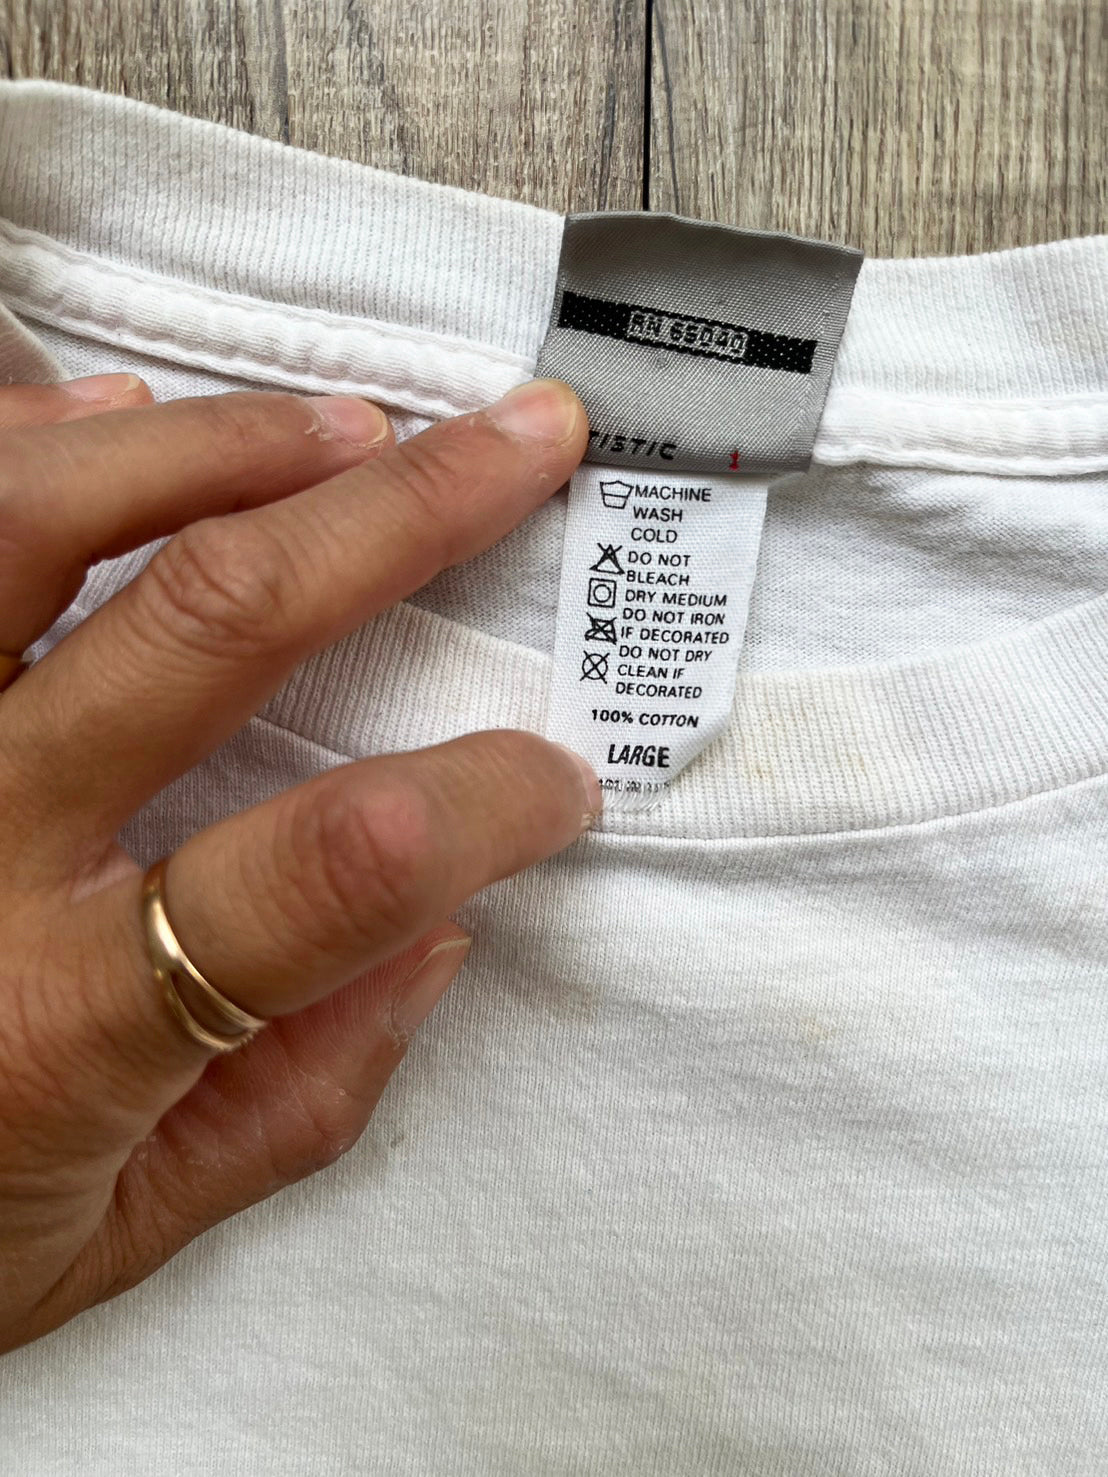 RN 65040
TISTIC
1
MACHINE
WASH
COLD
DO NOT
BLEACH
DRY MEDIUM
DO NOT IRON
IF DECORATED
DO NOT DRY
CLEAN IF
DECORATED
100% COTTON
LARGE